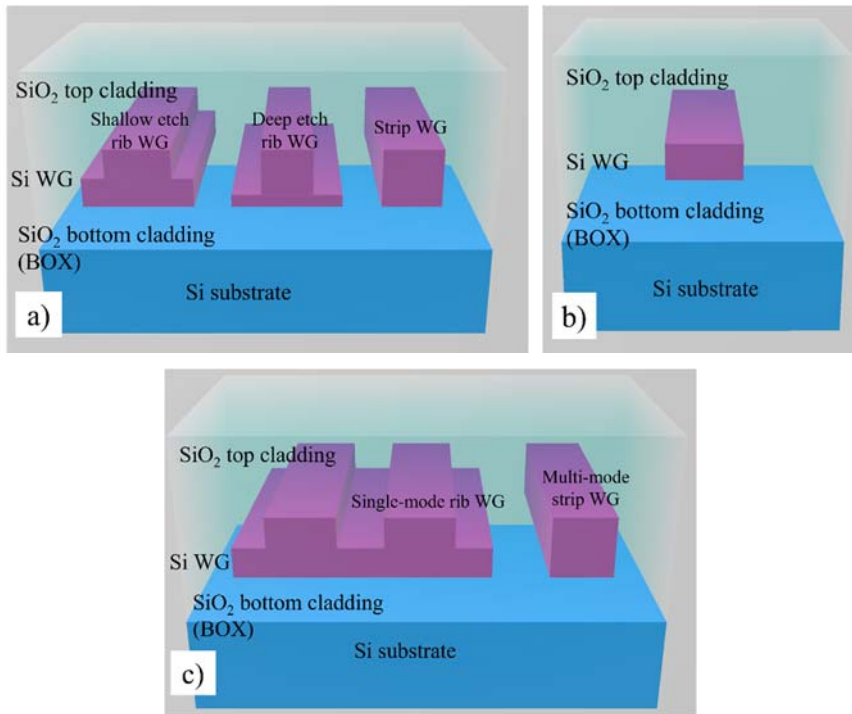 SiO₂ top cladding
Shallow etch
rib WG
Deep etch
rib WG
Strip WG
Si WG
SiO₂ bottom cladding
(BOX)
Si substrate
a)
SiO₂ top cladding
Si WG
SiO₂ bottom cladding
(BOX)
Si substrate
b)
SiO₂ top cladding
Single-mode rib WG
Multi-mode
strip WG
Si WG
SiO₂ bottom cladding
(BOX)
Si substrate
c)